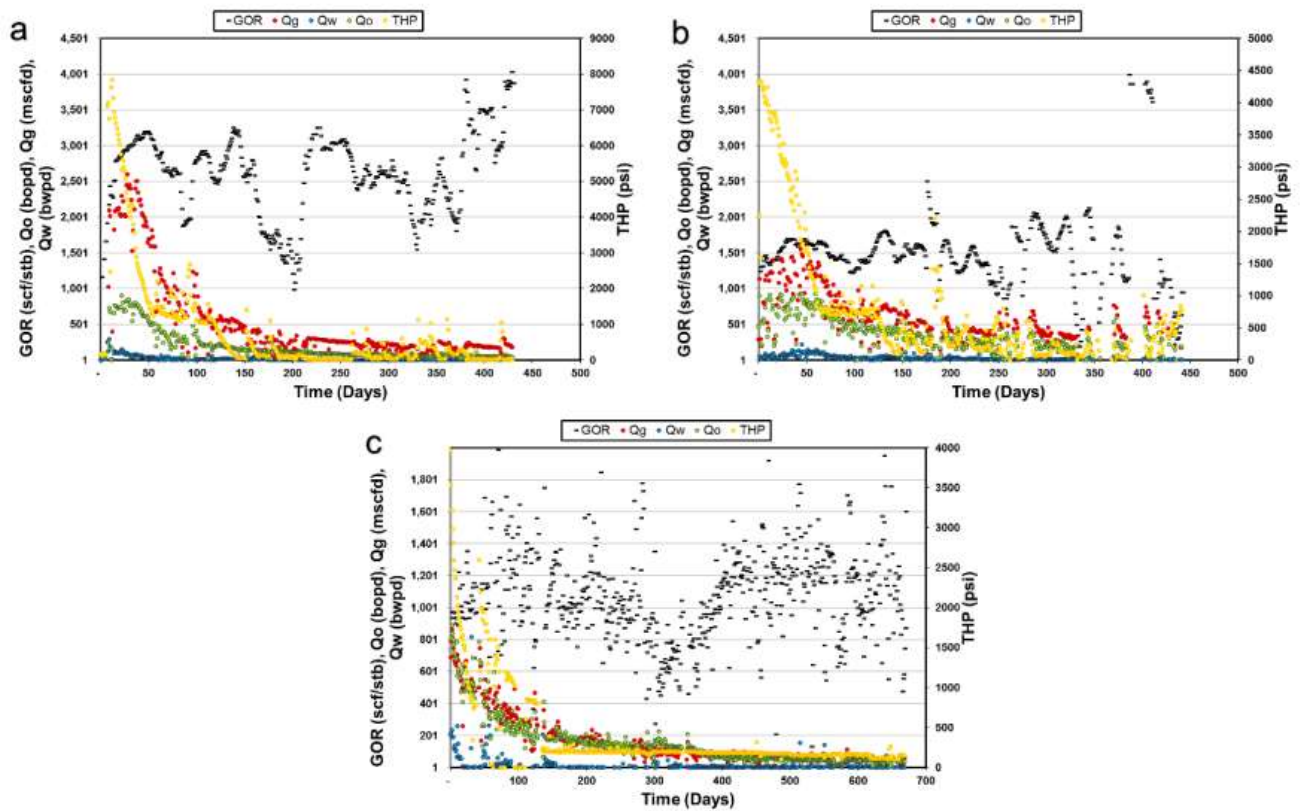 a
GOR Qg Qw Qo THP
4,501
4,001
3,501
3,001
2,501
2,001
1,501
1,001
501
1
GOR (scf/stb), Qo (bopd), Qg (mscfd),
Qw (bwpd)
9000
8000
7000
6000
5000
4000
3000
2000
1000
0
THP (psi)
- 50 100 150 200 250 300 350 400 450 500
Time (Days)
b
GOR Qg Qw Qo THP
4,501
4,001
3,501
3,001
2,501
2,001
1,501
1,001
501
1
GOR (scf/stb), Qo (bopd), Qg (mscfd),
Qw (bwpd)
5000
4500
4000
3500
3000
2500
2000
1500
1000
500
0
THP (psi)
- 50 100 150 200 250 300 350 400 450 500
Time (Days)
c
GOR Qg Qw Qo THP
1,801
1,601
1,401
1,201
1,001
801
601
401
201
1
GOR (scf/stb), Qo (bopd), Qg (mscfd),
Qw (bwpd)
4000
3500
3000
2500
2000
1500
1000
500
0
THP (psi)
- 100 200 300 400 500 600 700
Time (Days)